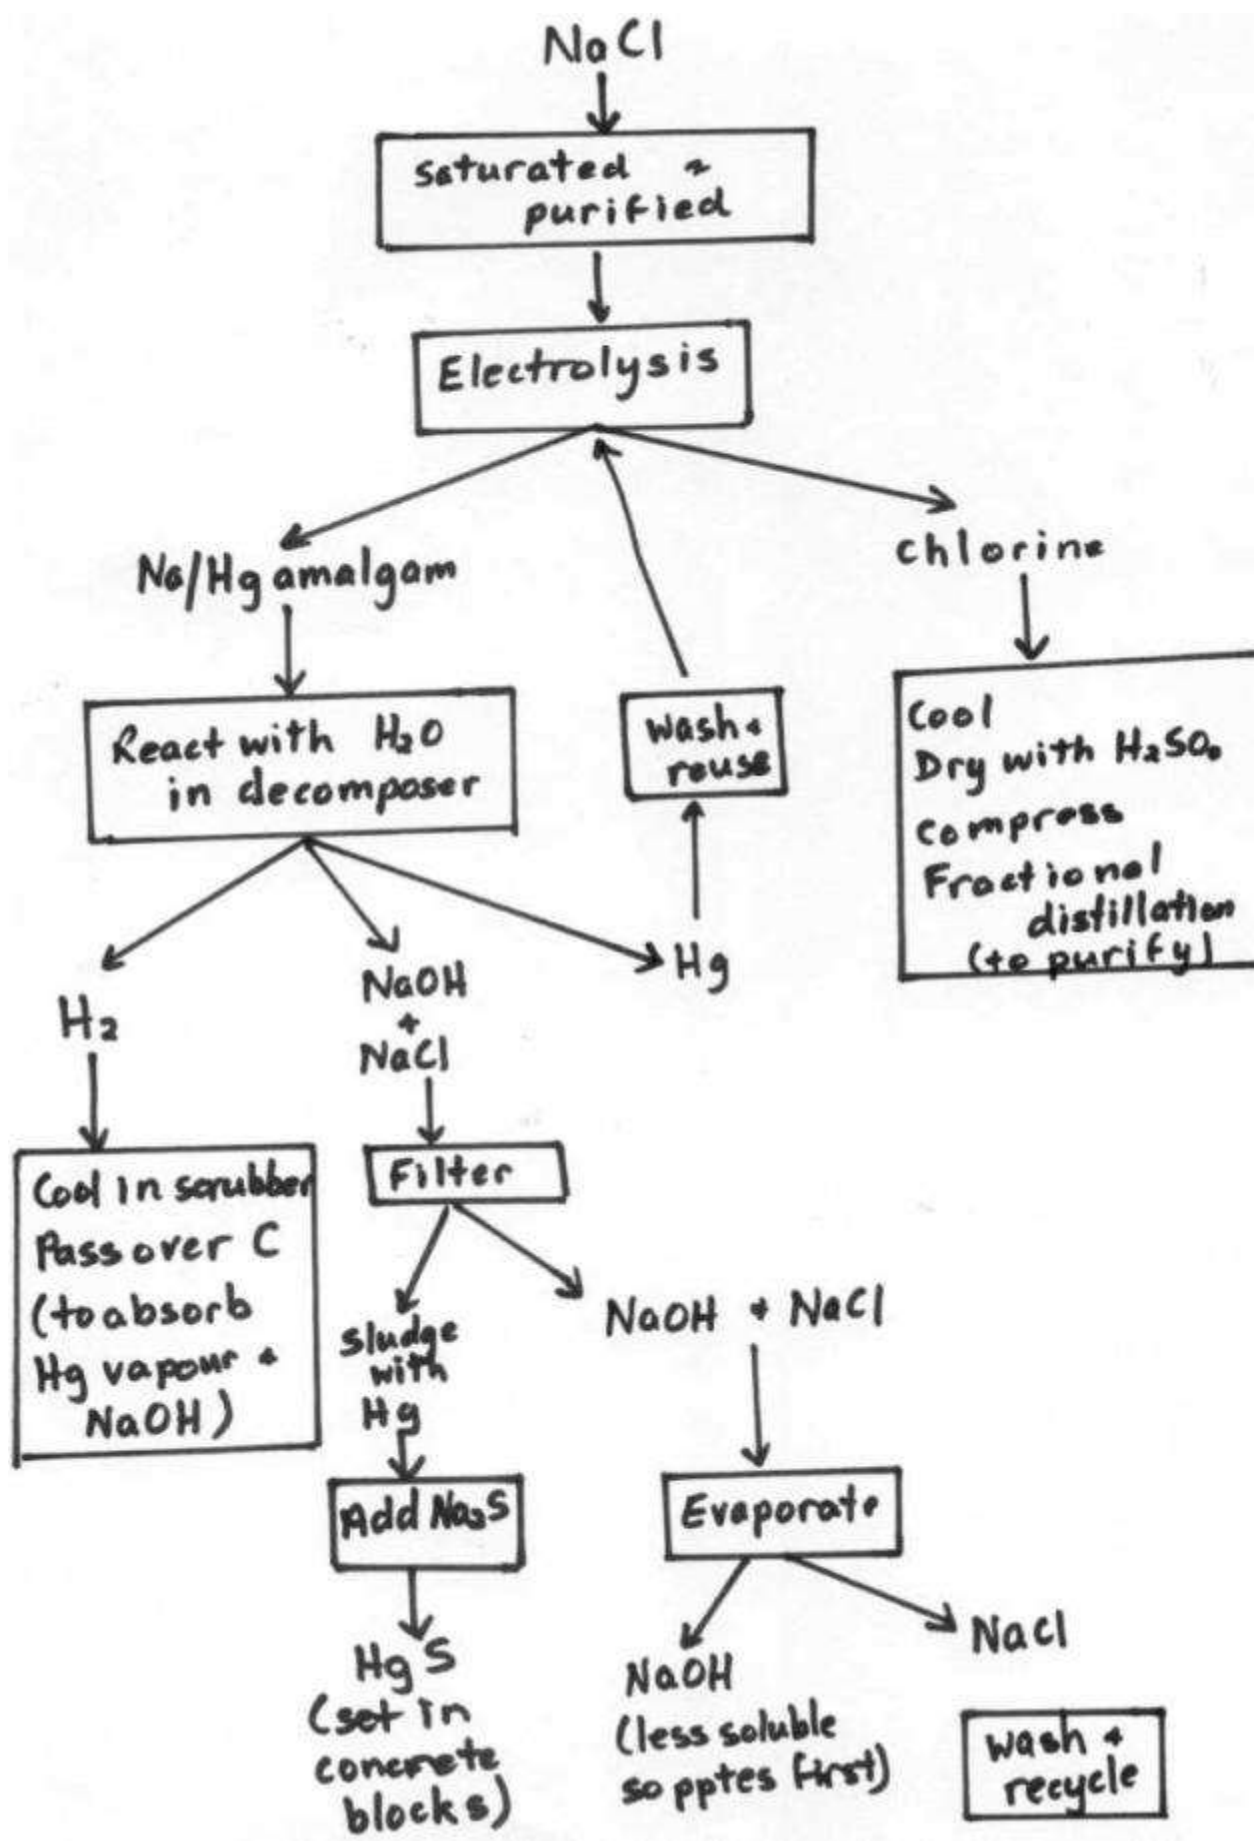 NaCl
saturated &
purified
Electrolysis
Na/Hg amalgam
chlorine
React with H₂O
in decomposer
wash &
reuse
Cool
Dry with H₂SO₄
compress
Fractional
distillation
(to purify)
H₂
NaOH
+
NaCl
Hg
Cool in scrubber
Pass over C
(to absorb
Hg vapour &
NaOH)
Filter
sludge
with
Hg
NaOH + NaCl
Add Na₂S
Evaporate
HgS
(set in
concrete
blocks)
NaOH
(less soluble
so pptes first)
NaCl
wash &
recycle